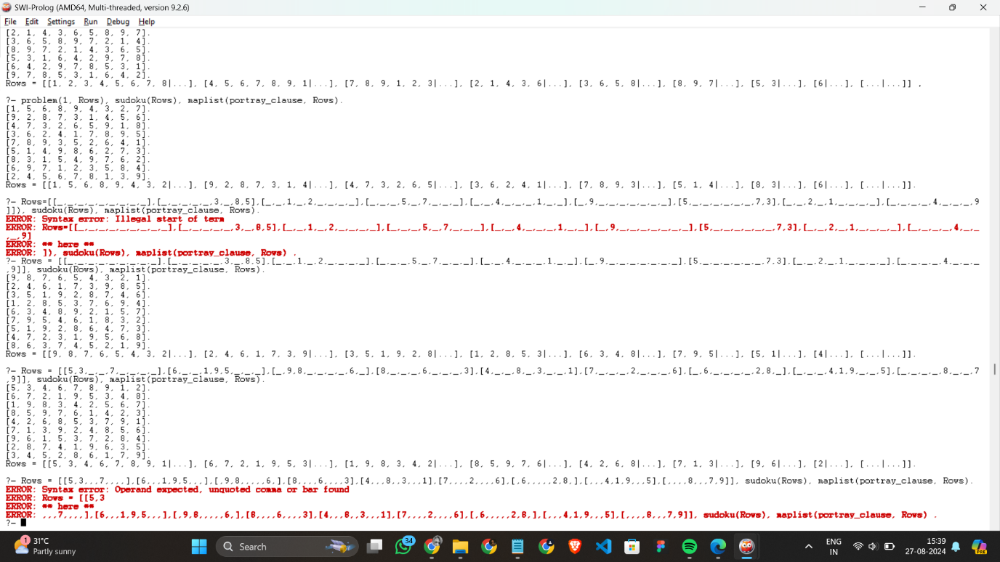 SWI-Prolog (AMD64, Multi-threaded, version 9.2.6)
File Edit Settings Run Debug Help
[2, 1, 4, 3, 6, 5, 8, 9, 7].
[3, 6, 5, 8, 9, 7, 2, 1, 4].
[8, 9, 7, 2, 1, 4, 3, 6, 5].
[5, 3, 1, 6, 4, 2, 9, 7, 8].
[6, 4, 2, 9, 7, 8, 5, 3, 1].
[9, 7, 8, 5, 3, 1, 6, 4, 2].
Rows = [[1, 2, 3, 4, 5, 6, 7, 8|...], [4, 5, 6, 7, 8, 9, 1|...], [7, 8, 9, 1, 2, 3|...], [2, 1, 4, 3, 6|...], [3, 6, 5, 8|...], [8, 9, 7|...], [5, 3|...], [6|...], [...|...]] .
?- problem(1, Rows), sudoku(Rows), maplist(portray_clause, Rows).
[1, 5, 6, 8, 9, 4, 3, 2, 7].
[9, 2, 8, 7, 3, 1, 4, 5, 6].
[4, 7, 3, 2, 6, 5, 9, 1, 8].
[3, 6, 2, 4, 1, 7, 8, 9, 5].
[7, 8, 9, 3, 5, 2, 6, 4, 1].
[5, 1, 4, 9, 8, 6, 2, 7, 3].
[8, 3, 1, 5, 4, 9, 7, 6, 2].
[6, 9, 7, 1, 2, 3, 5, 8, 4].
[2, 4, 5, 6, 7, 8, 1, 3, 9].
Rows = [[1, 5, 6, 8, 9, 4, 3, 2|...], [9, 2, 8, 7, 3, 1, 4|...], [4, 7, 3, 2, 6, 5|...], [3, 6, 2, 4, 1|...], [7, 8, 9, 3|...], [5, 1, 4|...], [8, 3|...], [6|...], [...|...]].
?- Rows=[[_,_,_,_,_,_,_,_,_],[_,_,_,_,_,3,_,8,5],[_,_,1,_,2,_,_,_,_],[_,_,_,5,_,7,_,_,_],[_,_,4,_,_,_,1,_,_],[_,9,_,_,_,_,_,_,_],[5,_,_,_,_,_,_,7,3],[_,_,2,_,1,_,_,_,_],[_,_,_,_,4,_,_,_,9
]]), sudoku(Rows), maplist(portray_clause, Rows).
ERROR: Syntax error: Illegal start of term
ERROR: Rows=[[_,_,_,_,_,_,_,_,_],[_,_,_,_,_,3,_,8,5],[_,_,1,_,2,_,_,_,_],[_,_,_,5,_,7,_,_,_],[_,_,4,_,_,_,1,_,_],[_,9,_,_,_,_,_,_,_],[5,_,_,_,_,_,_,7,3],[_,_,2,_,1,_,_,_,_],[_,_,_,_,4,_,_
,_,9]
ERROR: ** here **
ERROR: ]), sudoku(Rows), maplist(portray_clause, Rows) .
?- Rows = [[_,_,_,_,_,_,_,_,_],[_,_,_,_,_,3,_,8,5],[_,_,1,_,2,_,_,_,_],[_,_,_,5,_,7,_,_,_],[_,_,4,_,_,_,1,_,_],[_,9,_,_,_,_,_,_,_],[5,_,_,_,_,_,_,7,3],[_,_,2,_,1,_,_,_,_],[_,_,_,_,4,_,_,_
,9]], sudoku(Rows), maplist(portray_clause, Rows).
[9, 8, 7, 6, 5, 4, 3, 2, 1].
[2, 4, 6, 1, 7, 3, 9, 8, 5].
[3, 5, 1, 9, 2, 8, 7, 4, 6].
[1, 2, 8, 5, 3, 7, 6, 9, 4].
[6, 3, 4, 8, 9, 2, 1, 5, 7].
[7, 9, 5, 4, 6, 1, 8, 3, 2].
[5, 1, 9, 2, 8, 6, 4, 7, 3].
[4, 7, 2, 3, 1, 9, 5, 6, 8].
[8, 6, 3, 7, 4, 5, 2, 1, 9].
Rows = [[9, 8, 7, 6, 5, 4, 3, 2|...], [2, 4, 6, 1, 7, 3, 9|...], [3, 5, 1, 9, 2, 8|...], [1, 2, 8, 5, 3|...], [6, 3, 4, 8|...], [7, 9, 5|...], [5, 1|...], [4|...], [...|...]].
?- Rows = [[5,3,_,_,7,_,_,_,_],[6,_,_,1,9,5,_,_,_],[_,9,8,_,_,_,_,6,_],[8,_,_,_,6,_,_,_,3],[4,_,_,8,_,3,_,_,1],[7,_,_,_,2,_,_,_,6],[_,6,_,_,_,_,2,8,_],[_,_,_,4,1,9,_,_,5],[_,_,_,_,8,_,_,7
,9]], sudoku(Rows), maplist(portray_clause, Rows).
[5, 3, 4, 6, 7, 8, 9, 1, 2].
[6, 7, 2, 1, 9, 5, 3, 4, 8].
[1, 9, 8, 3, 4, 2, 5, 6, 7].
[8, 5, 9, 7, 6, 1, 4, 2, 3].
[4, 2, 6, 8, 5, 3, 7, 9, 1].
[7, 1, 3, 9, 2, 4, 8, 5, 6].
[9, 6, 1, 5, 3, 7, 2, 8, 4].
[2, 8, 7, 4, 1, 9, 6, 3, 5].
[3, 4, 5, 2, 8, 6, 1, 7, 9].
Rows = [[5, 3, 4, 6, 7, 8, 9, 1|...], [6, 7, 2, 1, 9, 5, 3|...], [1, 9, 8, 3, 4, 2|...], [8, 5, 9, 7, 6|...], [4, 2, 6, 8|...], [7, 1, 3|...], [9, 6|...], [2|...], [...|...]].
?- Rows = [[5,3,,,7,,,,],[6,,,1,9,5,,,],[,9,8,,,,,6,],[8,,,,6,,,,3],[4,,,8,,3,,,1],[7,,,,2,,,,6],[,6,,,,,2,8,],[,,,4,1,9,,,5],[,,,,8,,,7,9]], sudoku(Rows), maplist(portray_clause, Rows).
ERROR: Syntax error: Operand expected, unquoted comma or bar found
ERROR: Rows = [[5,3
ERROR: ** here **
ERROR: ,,,7,,,,],[6,,,1,9,5,,,],[,9,8,,,,,6,],[8,,,,6,,,,3],[4,,,8,,3,,,1],[7,,,,2,,,,6],[,6,,,,,2,8,],[,,,4,1,9,,,5],[,,,,8,,,7,9]], sudoku(Rows), maplist(portray_clause, Rows) .
?-
1
31°C
Partly sunny
Search
34
ENG
IN
15:39
27-08-2024
PRE